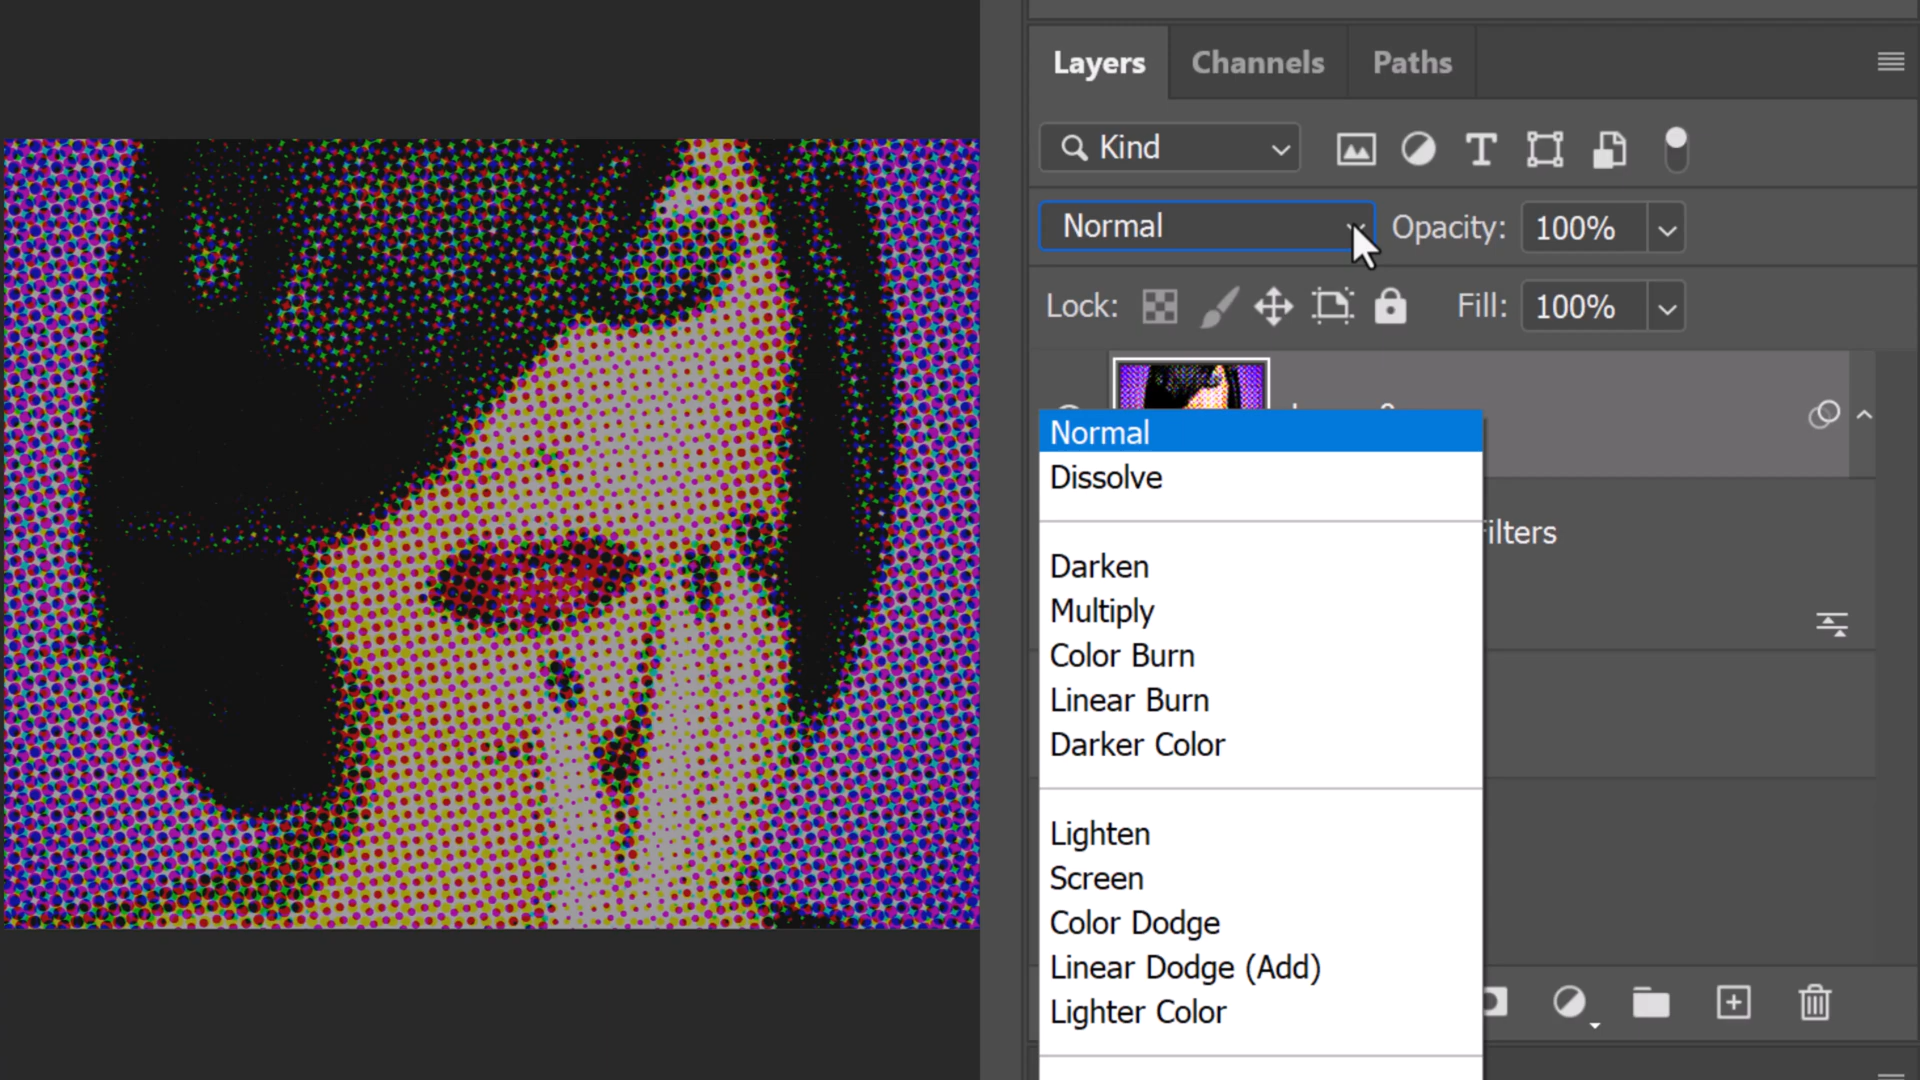 Layers Channels Paths
Kind
Normal Opacity: 100%
Lock: Fill: 100%
Normal
Dissolve
Filters
Darken
Multiply
Color Burn
Linear Burn
Darker Color
Lighten
Screen
Color Dodge
Linear Dodge (Add)
Lighter Color